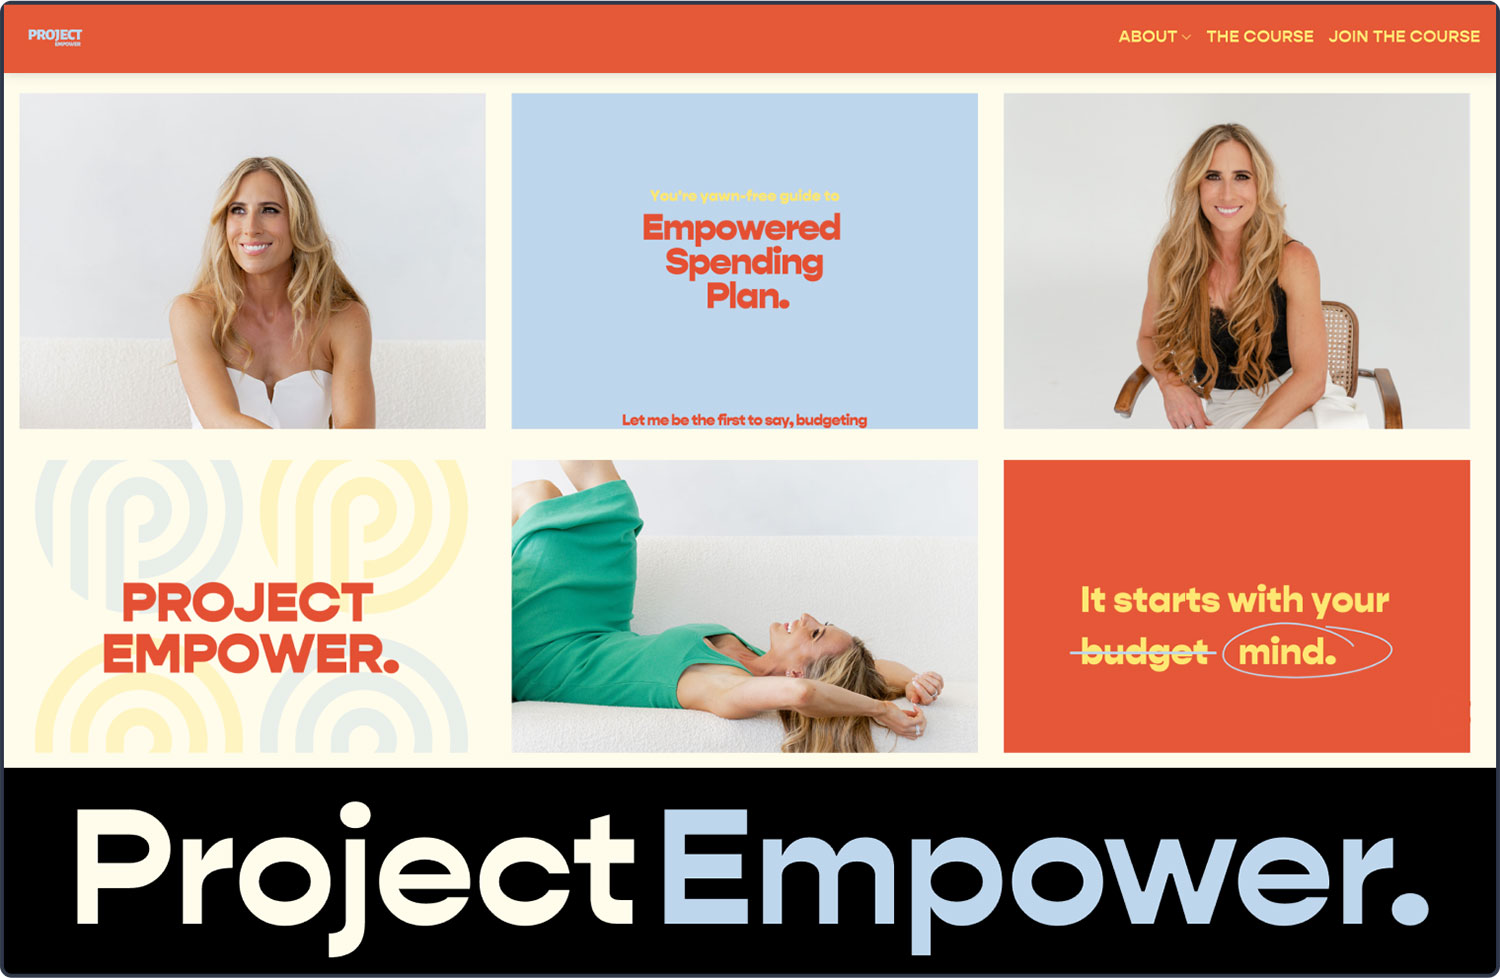 PROJECT
EMPOWER
ABOUT
THE COURSE
JOIN THE COURSE
You're yawn-free guide to
Empowered
Spending
Plan.
Let me be the first to say, budgeting
PROJECT
EMPOWER.
It starts with your
budget mind.
Project Empower.